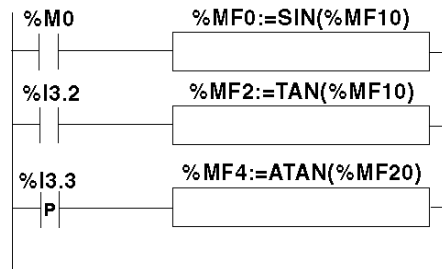 %M0 %MF0:=SIN(%MF10)
%I3.2 %MF2:=TAN(%MF10)
%I3.3 %MF4:=ATAN(%MF20)
P